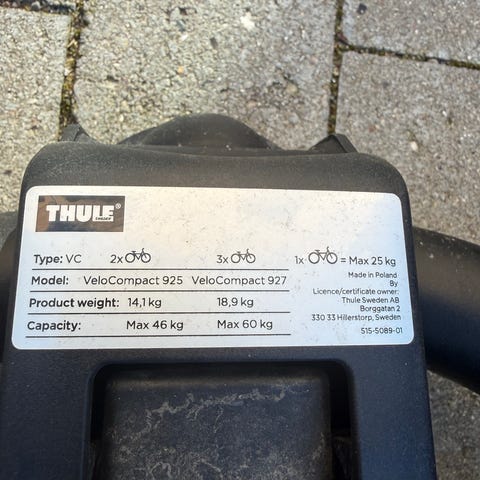 THULE®
SWEDEN
Type: VC 2x 3x 1x = Max 25 kg
Model: VeloCompact 925 VeloCompact 927
Product weight: 14,1 kg 18,9 kg
Capacity: Max 46 kg Max 60 kg
Made in Poland
By
Licence/certificate owner:
Thule Sweden AB
Borggatan 2
330 33 Hillerstorp, Sweden
515-5089-01